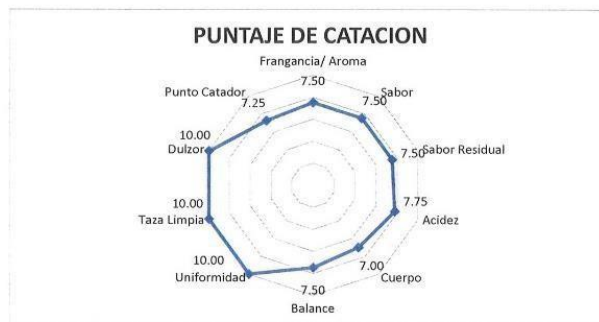 PUNTAJE DE CATACION
Frangancia/ Aroma
7.50
Sabor
7.50
Sabor Residual
7.50
Acidez
7.75
Cuerpo
7.00
Balance
7.50
Uniformidad
10.00
Taza Limpia
10.00
Dulzor
10.00
Punto Catador
7.25